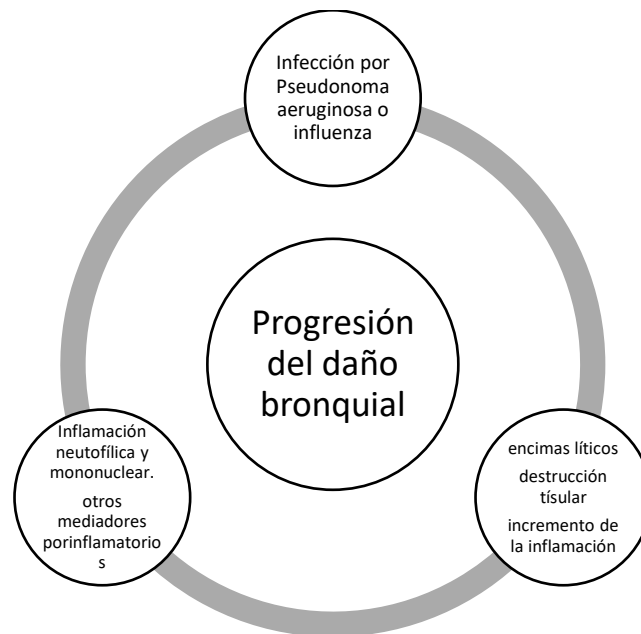 Infección por
Pseudonoma
aeruginosa o
influenza
Progresión
del daño
bronquial
Inflamación
neutofílica y
mononuclear.
otros
mediadores
porinflamatorio
s
encimas líticos
destrucción
tísular
incremento de
la inflamación